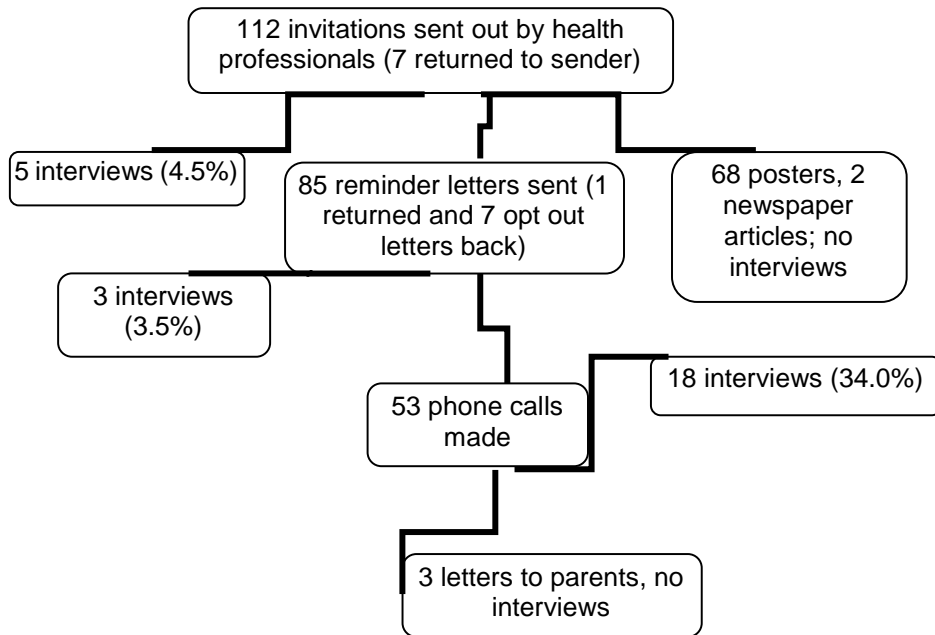 112 invitations sent out by health
professionals (7 returned to sender)
5 interviews (4.5%)
85 reminder letters sent (1
returned and 7 opt out
letters back)
68 posters, 2
newspaper
articles; no
interviews
3 interviews
(3.5%)
18 interviews (34.0%)
53 phone calls
made
3 letters to parents, no
interviews